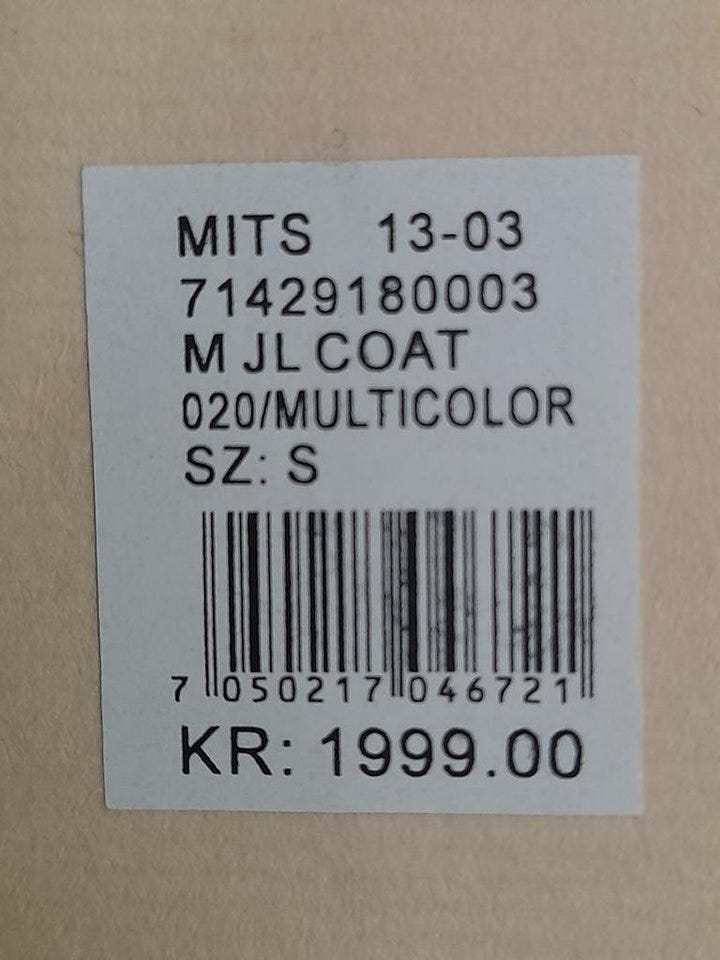 MITS 13-03
71429180003
M JL COAT
020/MULTICOLOR
SZ: S
7 050217 046721
KR: 1999.00